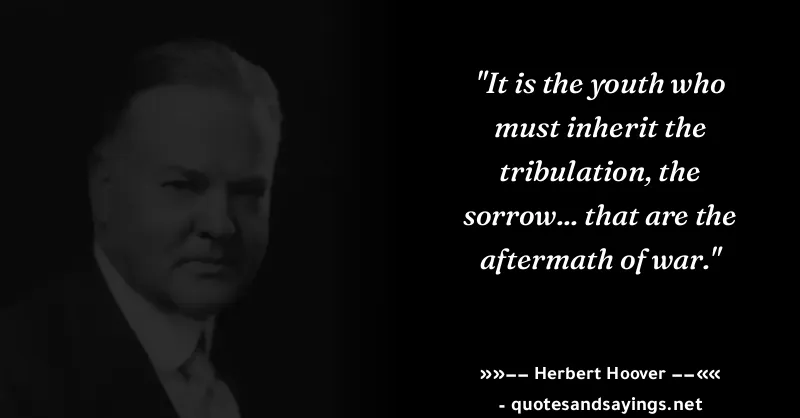 "It is the youth who
must inherit the
tribulation, the
sorrow... that are the
aftermath of war."
»»–– Herbert Hoover ––««
- quotesandsayings.net